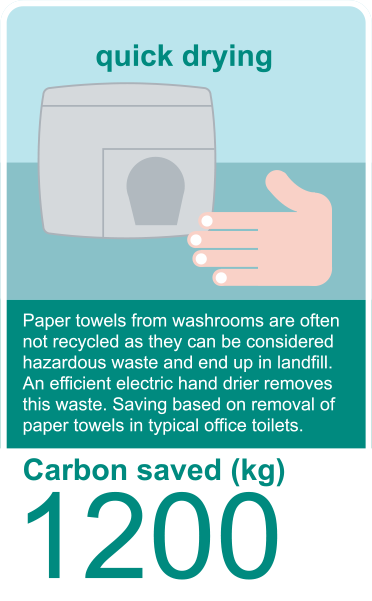 quick drying
Paper towels from washrooms are often
not recycled as they can be considered
hazardous waste and end up in landfill.
An efficient electric hand drier removes
this waste. Saving based on removal of
paper towels in typical office toilets.
Carbon saved (kg)
1200